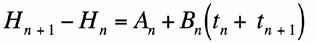 H_{n+1} - H_n = A_n + B_n(t_n + t_{n+1})